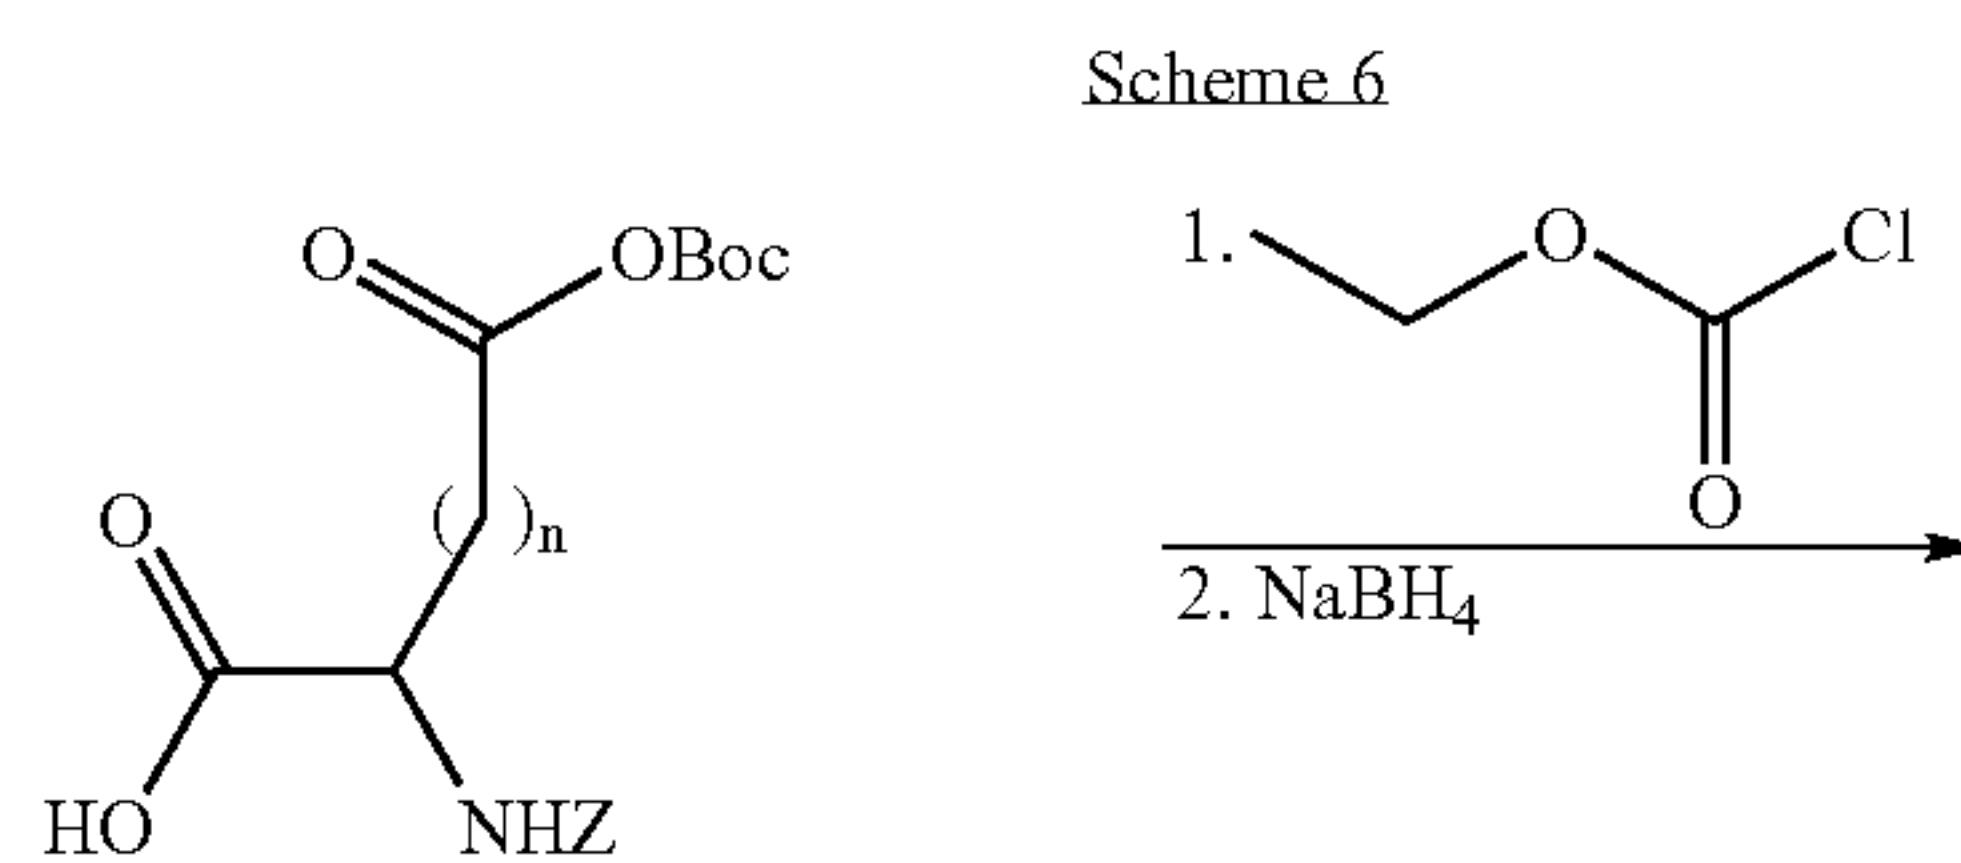 Scheme 6
1. O Cl
O OBoc
O
( )n
O
2. NaBH4
HO NHZ